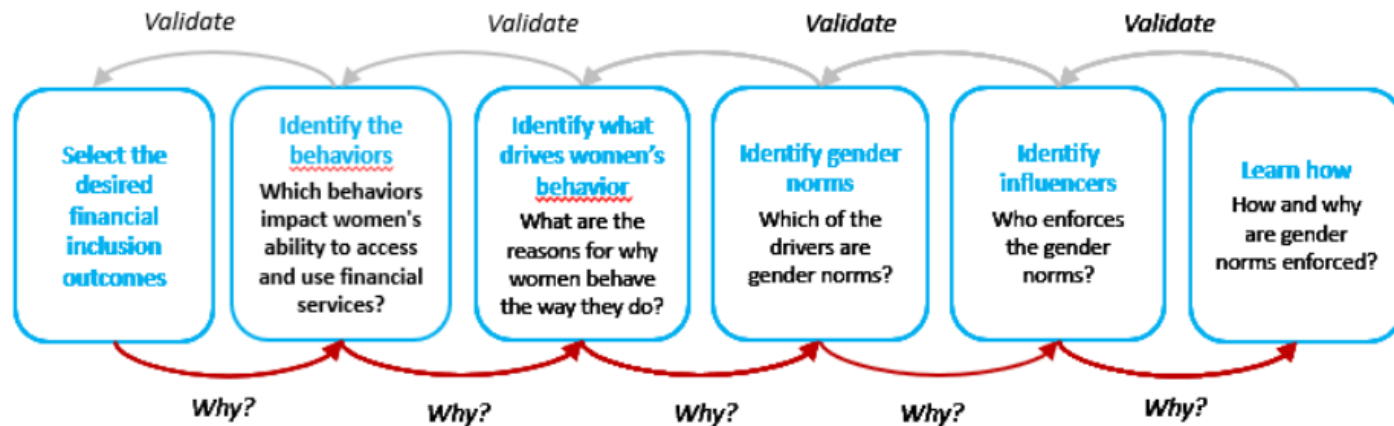 Validate
Validate
Validate
Validate
Select the
desired
financial
inclusion
outcomes
Identify the
behaviors
Which behaviors
impact women's
ability to access
and use financial
services?
Identify what
drives women's
behavior
What are the
reasons for why
women behave
the way they do?
Identify gender
norms
Which of the
drivers are
gender norms?
Identify
influencers
Who enforces
the gender
norms?
Learn how
How and why
are gender
norms enforced?
Why?
Why?
Why?
Why?
Why?